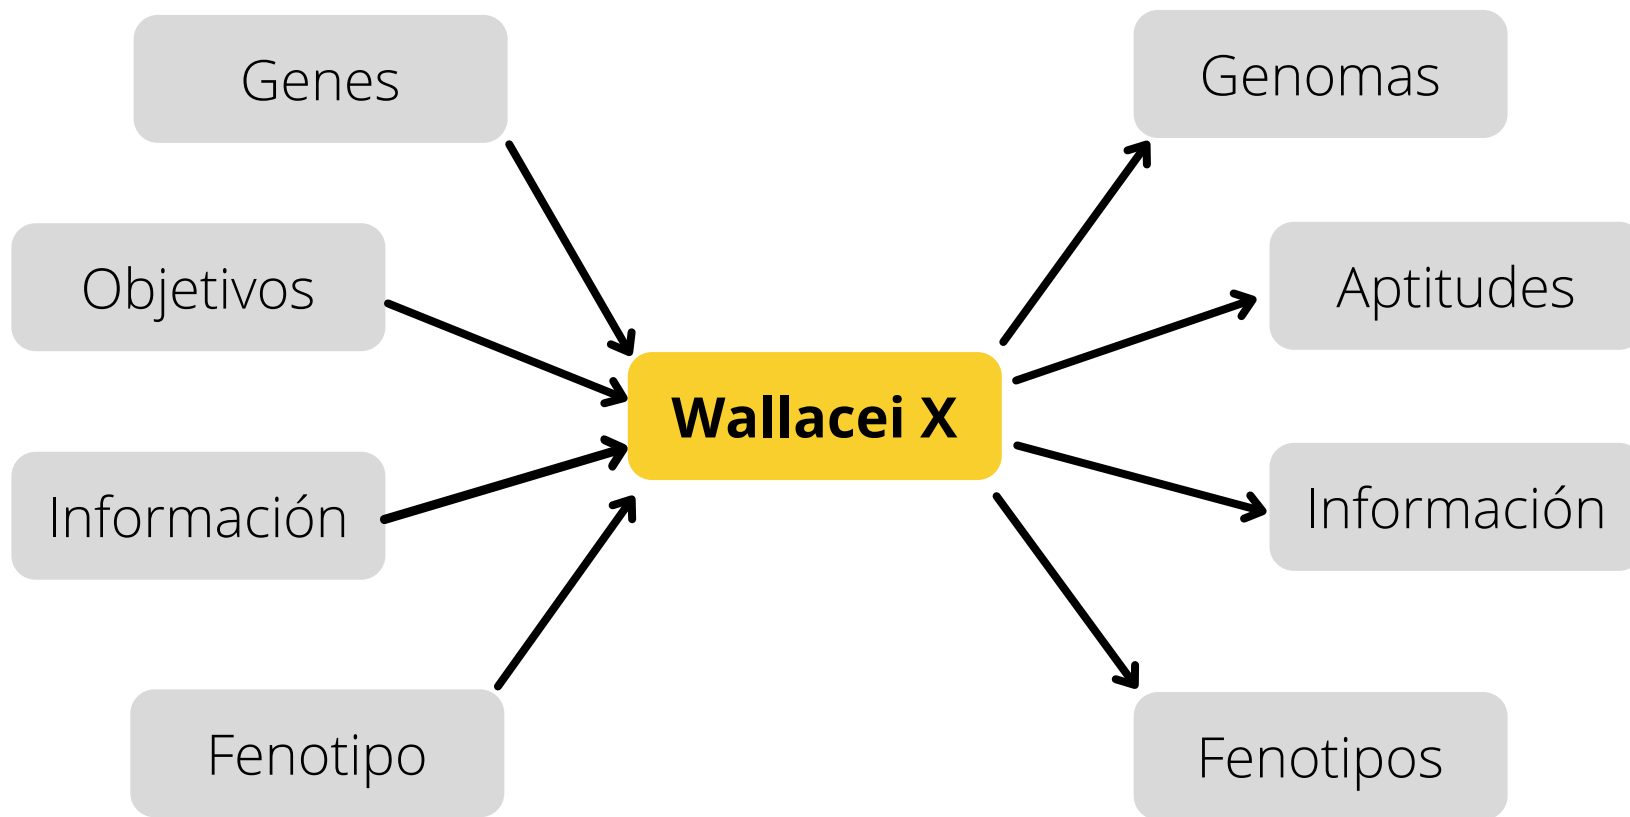 Genes
Objetivos
Información
Fenotipo
Wallacei X
Genomas
Aptitudes
Información
Fenotipos